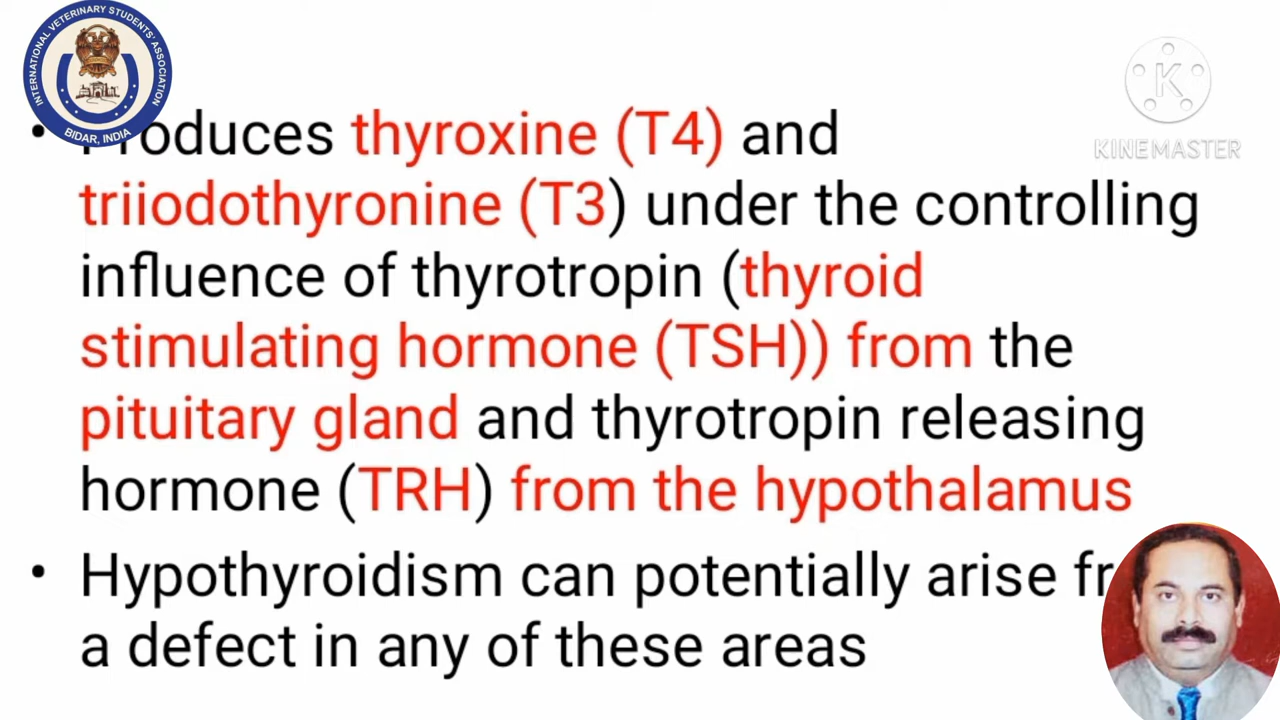 INTERNATIONAL VETERINARY STUDENTS' ASSOCIATION
BIDAR, INDIA
KINEMASTER
• Produces thyroxine (T4) and
triiodothyronine (T3) under the controlling
influence of thyrotropin (thyroid
stimulating hormone (TSH)) from the
pituitary gland and thyrotropin releasing
hormone (TRH) from the hypothalamus
• Hypothyroidism can potentially arise
a defect in any of these areas